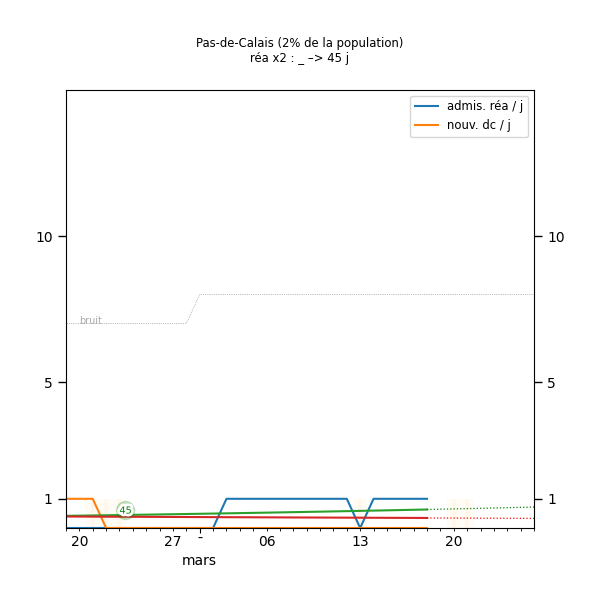 Pas-de-Calais (2% de la population)
réa x2 : _ –> 45 j
admis. réa / j
nouv. dc / j
10 10
bruit
5 5
45
1 1
20 27 - 06 13 20
mars